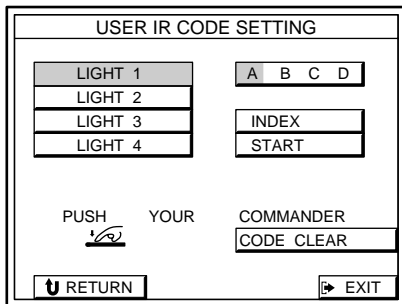 USER IR CODE SETTING
LIGHT 1
A B C D
LIGHT 2
LIGHT 3
INDEX
LIGHT 4
START
PUSH YOUR COMMANDER
CODE CLEAR
RETURN
EXIT